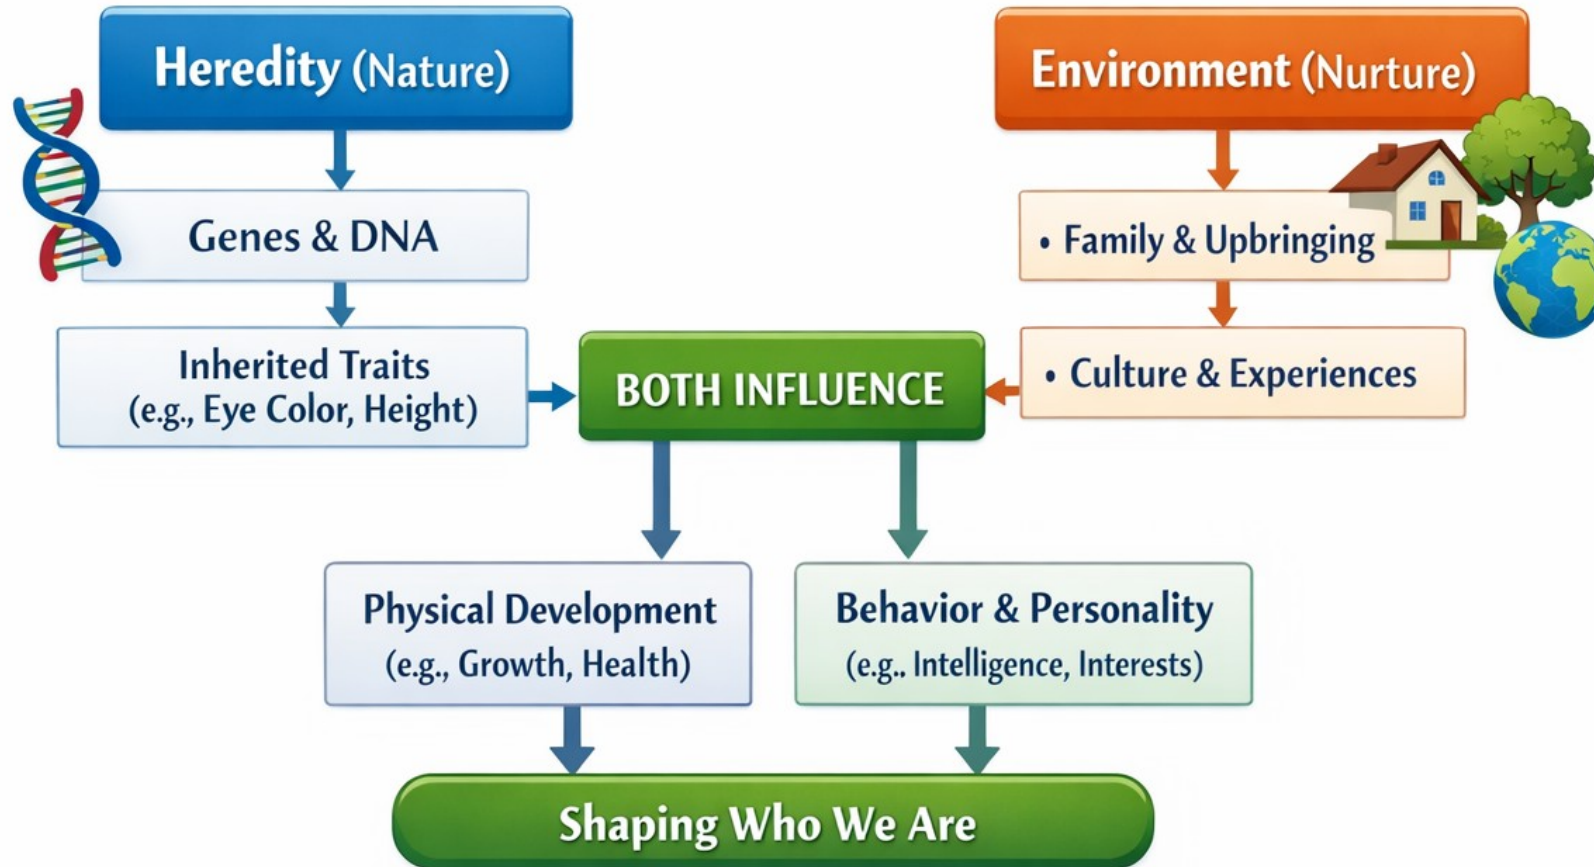 Heredity (Nature)
Environment (Nurture)
Genes & DNA
• Family & Upbringing
Inherited Traits
(e.g., Eye Color, Height)
BOTH INFLUENCE
• Culture & Experiences
Physical Development
(e.g., Growth, Health)
Behavior & Personality
(e.g.. Intelligence, Interests)
Shaping Who We Are